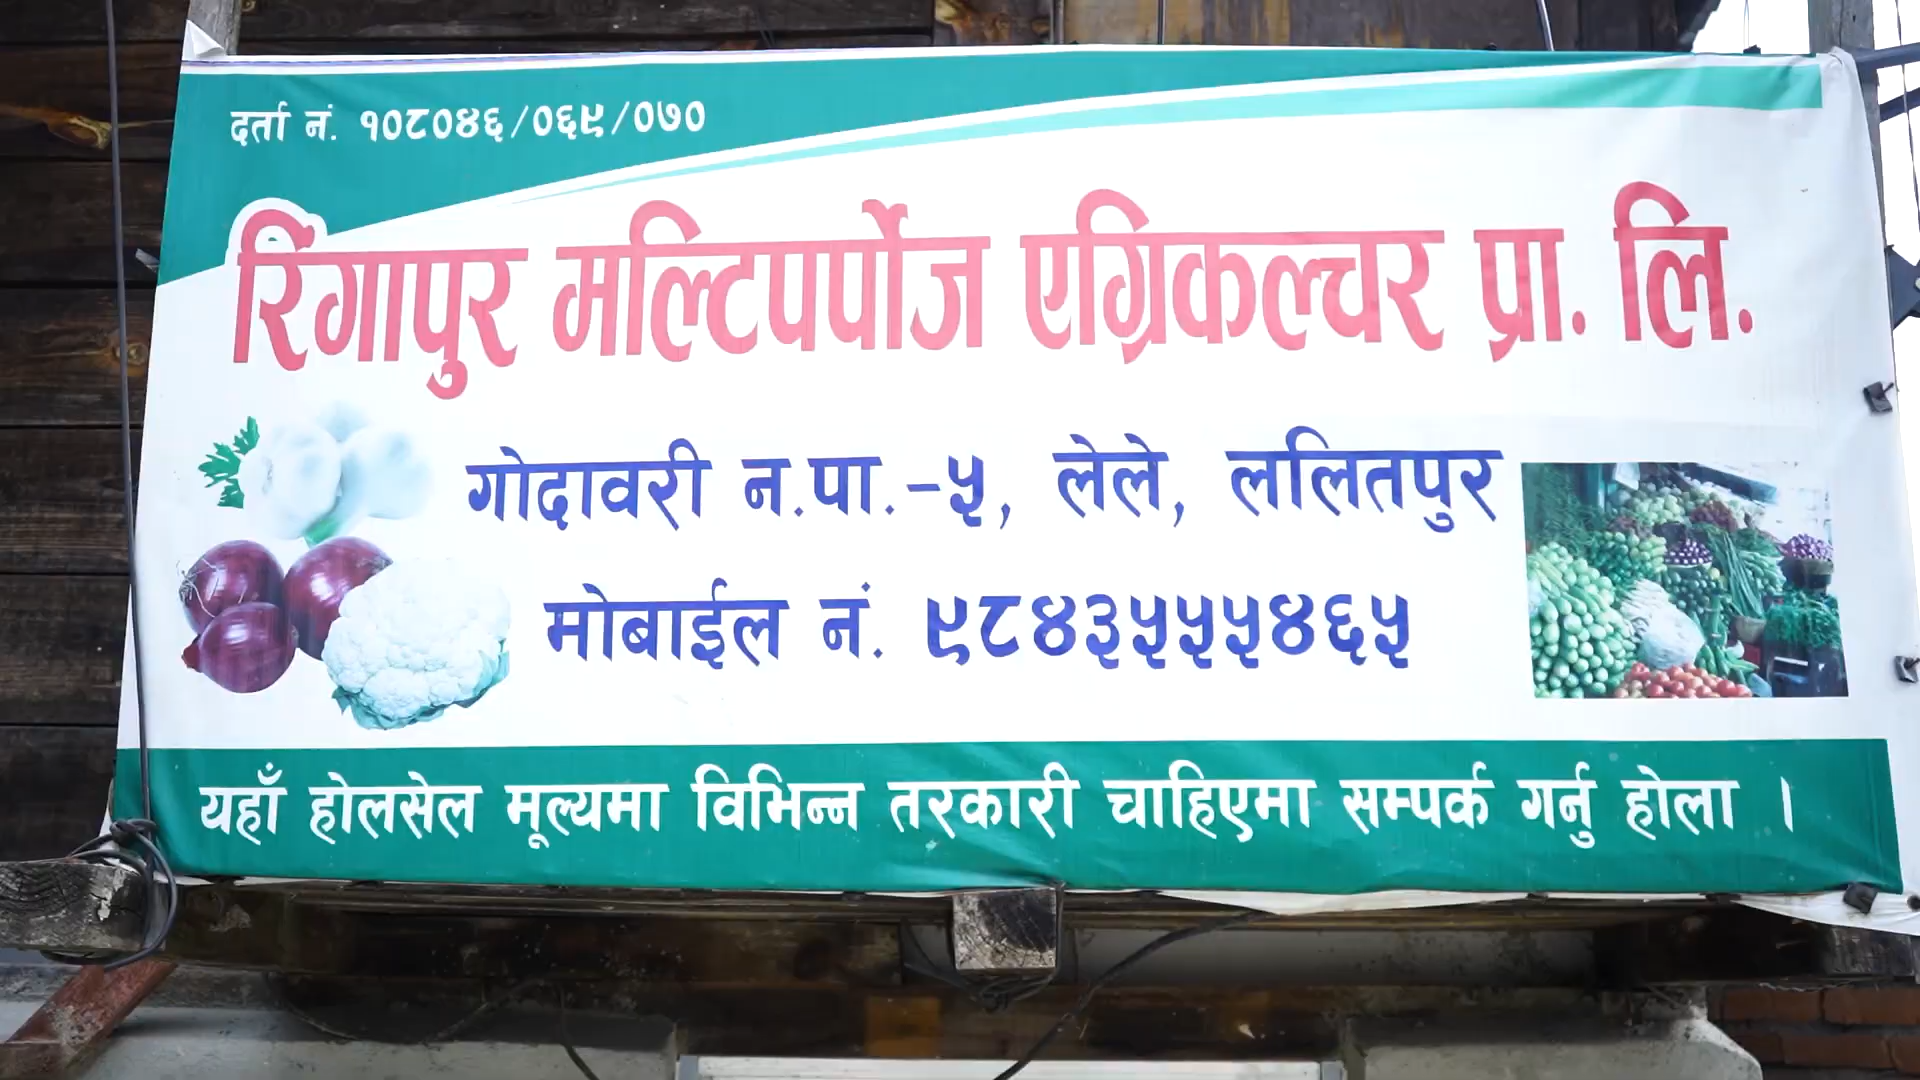 दर्ता नं. १०८०४६/०६९/०७०
रिंगापुर मल्टिपर्पोज एग्रिकल्चर प्रा. लि.
गोदावरी न.पा.-५, लेले, ललितपुर
मोबाईल नं. ९८४३५५५४६५
यहाँ होलसेल मूल्यमा विभिन्न तरकारी चाहिएमा सम्पर्क गर्नु होला ।